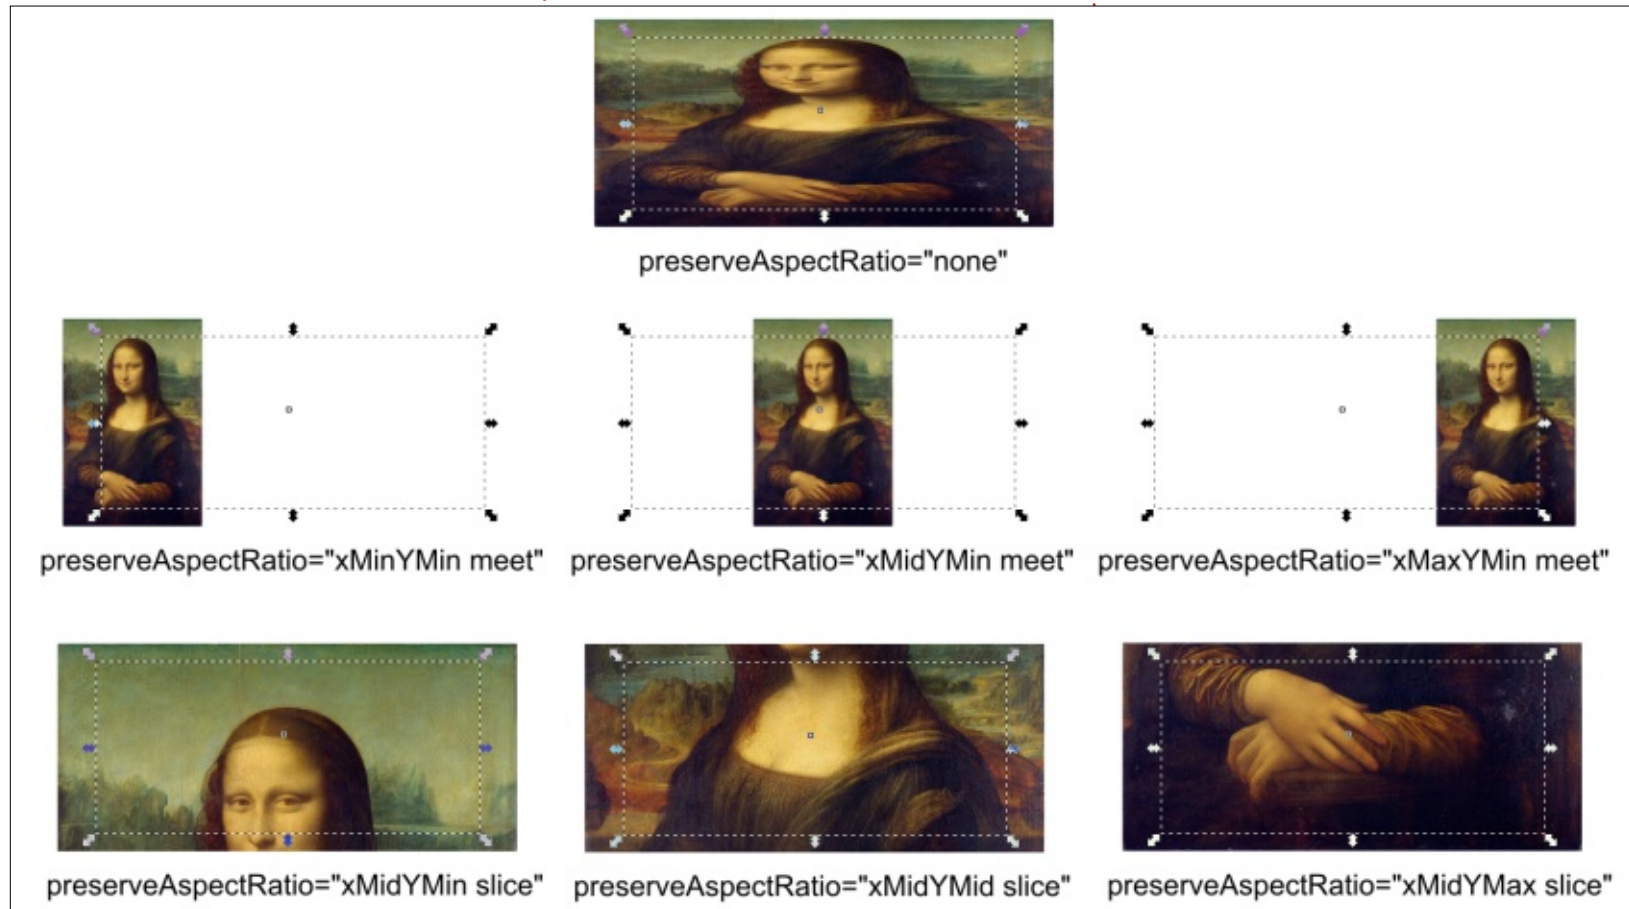 preserveAspectRatio="none"
preserveAspectRatio="xMinYMin meet"
preserveAspectRatio="xMidYMin meet"
preserveAspectRatio="xMaxYMin meet"
preserveAspectRatio="xMidYMin slice"
preserveAspectRatio="xMidYMid slice"
preserveAspectRatio="xMidYMax slice"